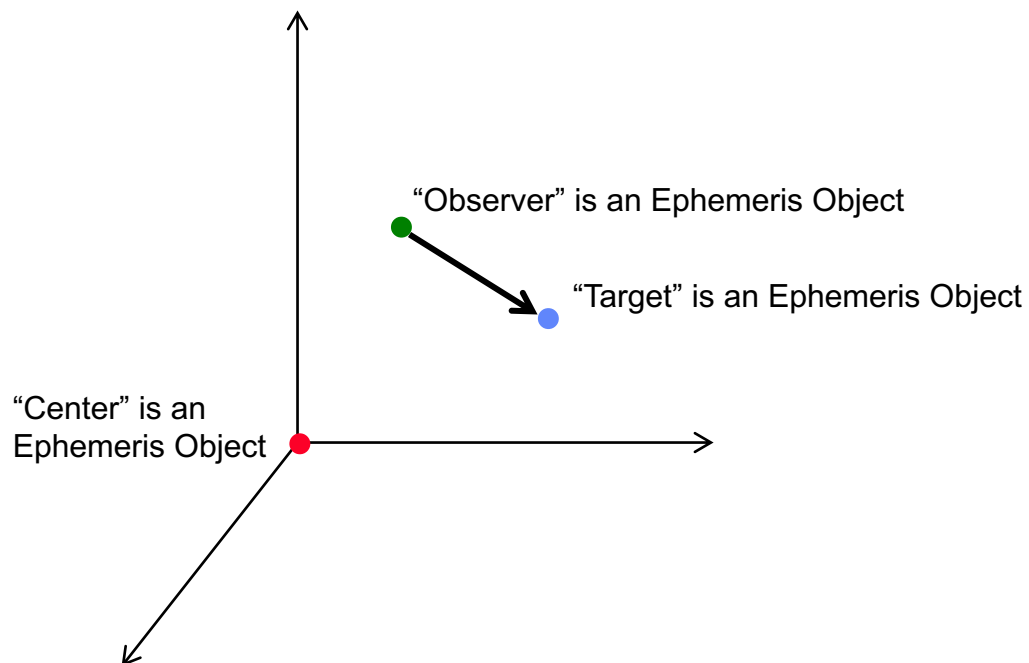 “Observer” is an Ephemeris Object
“Target” is an Ephemeris Object
“Center” is an
Ephemeris Object